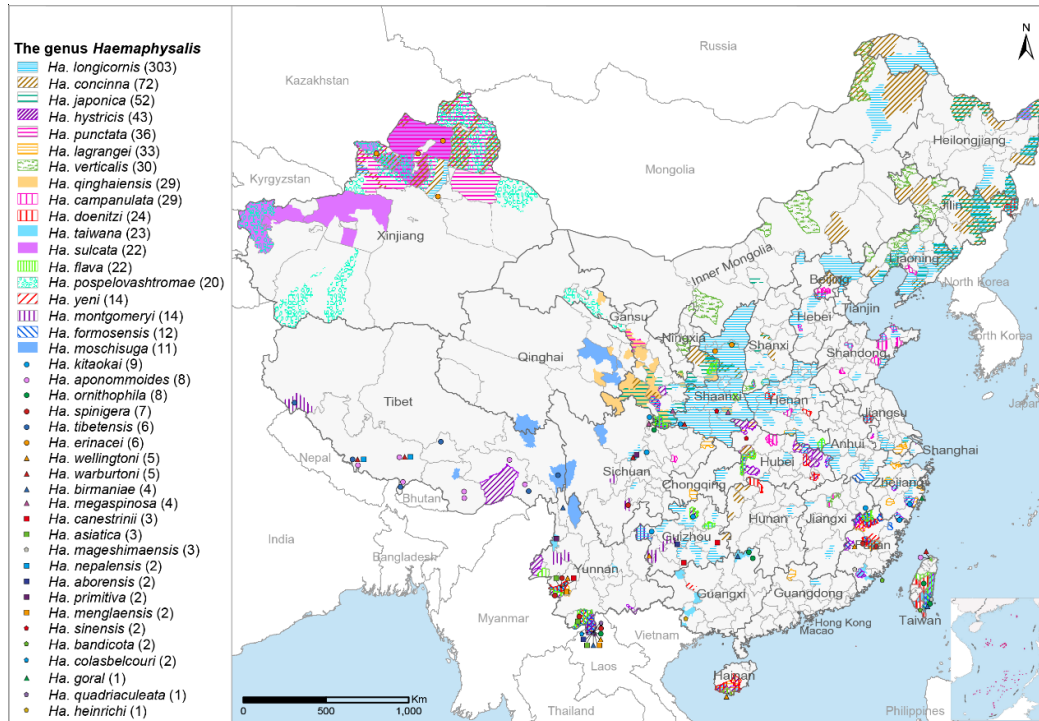 The genus Haemaphysalis
Ha. longicornis (303)
Ha. concinna (72)
Ha. japonica (52)
Ha. hystricis (43)
Ha. punctata (36)
Ha. lagrangei (33)
Ha. verticalis (30)
Ha. qinghaiensis (29)
Ha. campanulata (29)
Ha. doenitzi (24)
Ha. taiwana (23)
Ha. sulcata (22)
Ha. flava (22)
Ha. pospelovashtromae (20)
Ha. yeni (14)
Ha. montgomeryi (14)
Ha. formosensis (12)
Ha. moschisuga (11)
Ha. kitaokai (9)
Ha. aponommoides (8)
Ha. ornithophila (8)
Ha. spinigera (7)
Ha. tibetensis (6)
Ha. erinacei (6)
Ha. wellingtoni (5)
Ha. warburtoni (5)
Ha. birmaniae (4)
Ha. megaspinosa (4)
Ha. canestrinii (3)
Ha. asiatica (3)
Ha. mageshimaensis (3)
Ha. nepalensis (2)
Ha. aborensis (2)
Ha. primitiva (2)
Ha. menglaensis (2)
Ha. sinensis (2)
Ha. bandicota (2)
Ha. colasbelcouri (2)
Ha. goral (1)
Ha. quadriaculeata (1)
Ha. heinrichi (1)
N
Russia
Kazakhstan
Mongolia
Heilongjiang
Kyrgyzstan
Jilin
Xinjiang
Inner Mongolia
Liaoning
Beijing
North Korea
Tianjin
Hebei
Gansu
Ningxia
Shanxi
South Korea
Shandong
Qinghai
Japan
Tibet
Shaanxi
Henan
Jiangsu
Anhui
Shanghai
Nepal
Sichuan
Hubei
Chongqing
Zhejiang
Bhutan
Hunan
Jiangxi
India
Guizhou
Fujian
Bangladesh
Yunnan
Guangxi
Guangdong
Taiwan
Myanmar
Hong Kong
Vietnam
Macao
Laos
Hainan
Km
0 500 1,000
Thailand
Philippines